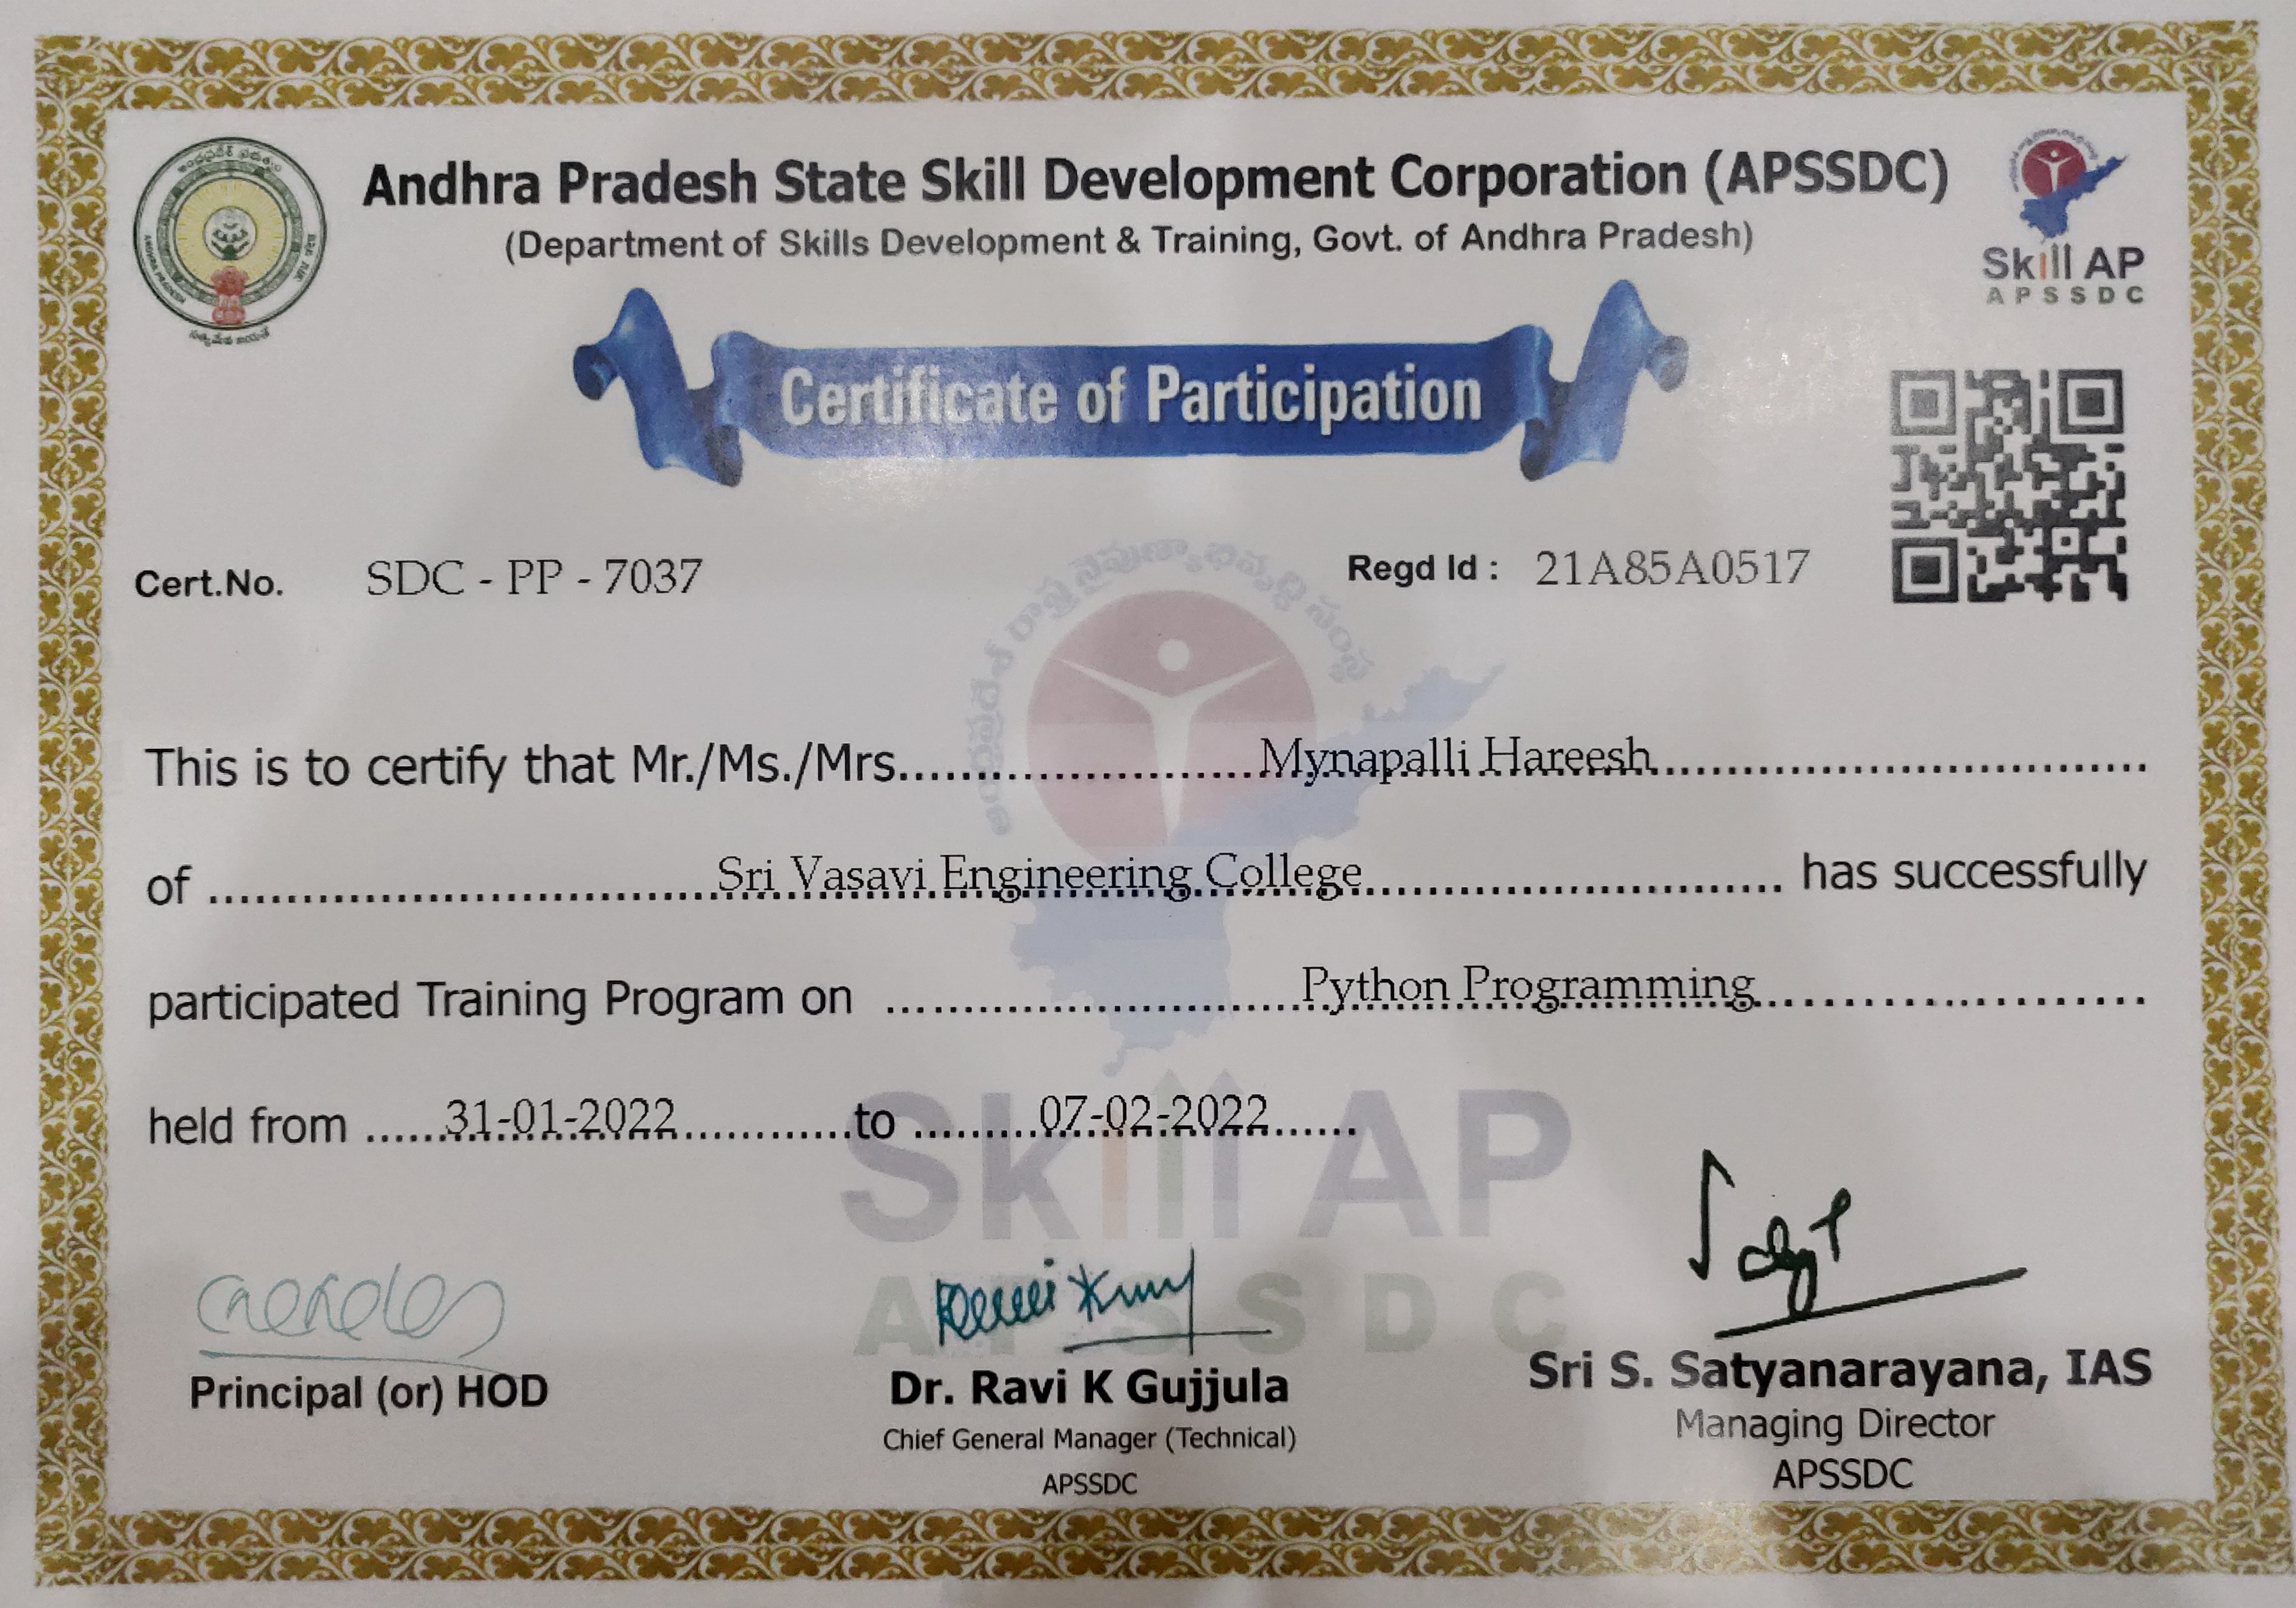 Andhra Pradesh State Skill Development Corporation (APSSDC)
(Department of Skills Development & Training, Govt. of Andhra Pradesh)
Skill AP
APSSDC
Certificate of Participation
Cert.No. SDC - PP - 7037
Regd Id : 21A85A0517
This is to certify that Mr./Ms./Mrs.......................Mynapalli Hareesh.......................................
of ........................................Sri Vasavi Engineering College................................. has successfully
participated Training Program on .................................Python Programming...............................
held from ......31-01-2022..............to ..........07-02-2022.......
ఆంధ్రప్రదేశ్ రాష్ట్ర నైపుణ్యాభివృద్ధి సంస్థ
Skill AP
APSSDC
Principal (or) HOD
Dr. Ravi K Gujjula
Chief General Manager (Technical)
APSSDC
Sri S. Satyanarayana, IAS
Managing Director
APSSDC